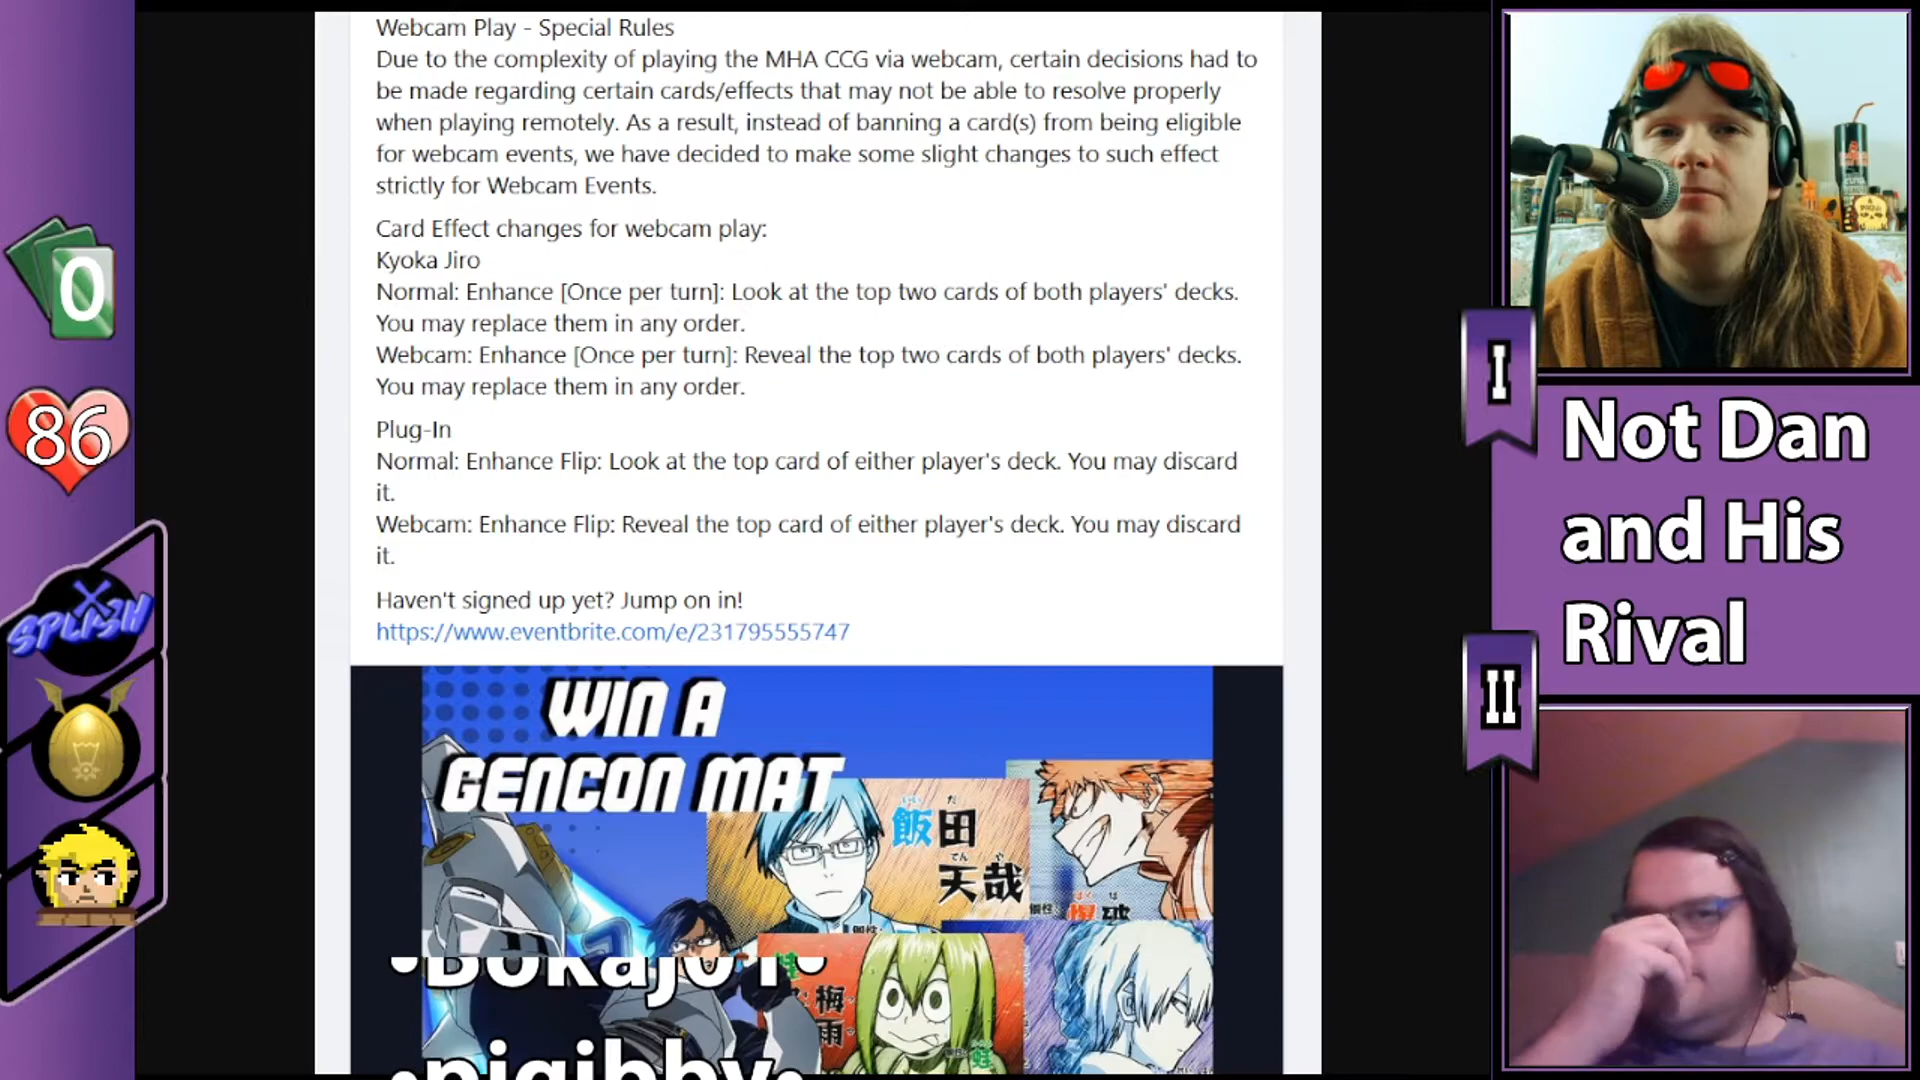 Webcam Play - Special Rules
Due to the complexity of playing the MHA CCG via webcam, certain decisions had to
be made regarding certain cards/effects that may not be able to resolve properly
when playing remotely. As a result, instead of banning a card(s) from being eligible
for webcam events, we have decided to make some slight changes to such effect
strictly for Webcam Events.
Card Effect changes for webcam play:
Kyoka Jiro
Normal: Enhance [Once per turn]: Look at the top two cards of both players' decks.
You may replace them in any order.
Webcam: Enhance [Once per turn]: Reveal the top two cards of both players' decks.
You may replace them in any order.
Plug-In
Normal: Enhance Flip: Look at the top card of either player's deck. You may discard
it.
Webcam: Enhance Flip: Reveal the top card of either player's deck. You may discard
it.
Haven't signed up yet? Jump on in!
https://www.eventbrite.com/e/231795555747
WIN A
GENCON MAT
飯田
天哉
梅雨
0
86
SPLASH
I
Not Dan
and His
Rival
II